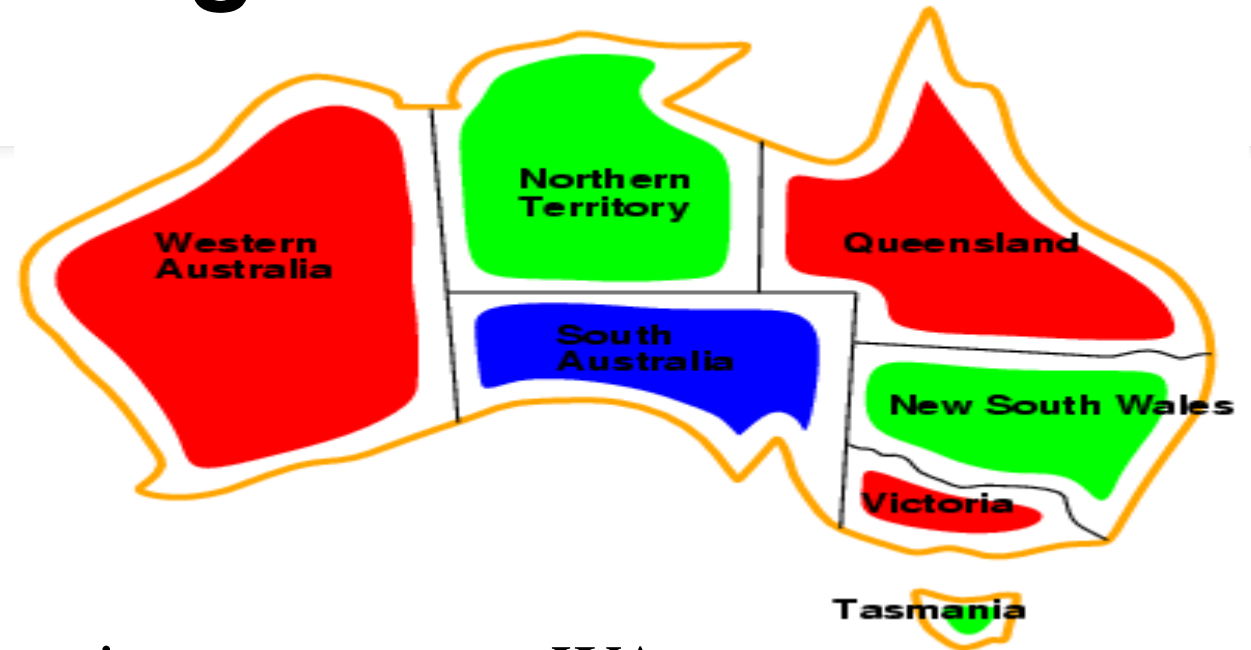 Northern
Territory
Western
Australia
Queensland
South
Australia
New South Wales
Victoria
Tasmania